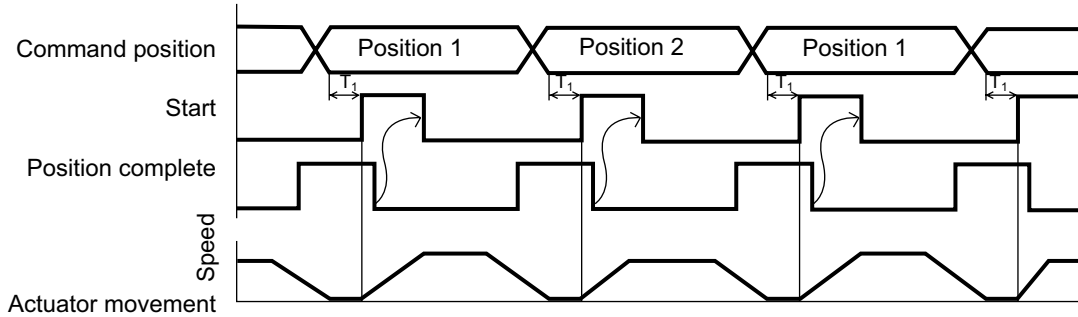 Command position
Position 1
Position 2
Position 1
T1
T1
T1
T1
Start
Position complete
Speed
Actuator movement